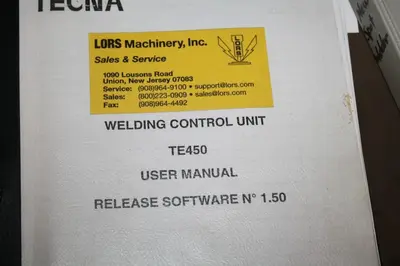 TECNA
LORS Machinery, Inc.
LORS
Sales & Service
1090 Lousons Road
Union, New Jersey 07083
Service: (908)964-9100 • support@lors.com
Sales: (800)223-0909 • sales@lors.com
Fax: (908)964-4492
WELDING CONTROL UNIT
TE450
USER MANUAL
RELEASE SOFTWARE N° 1.50